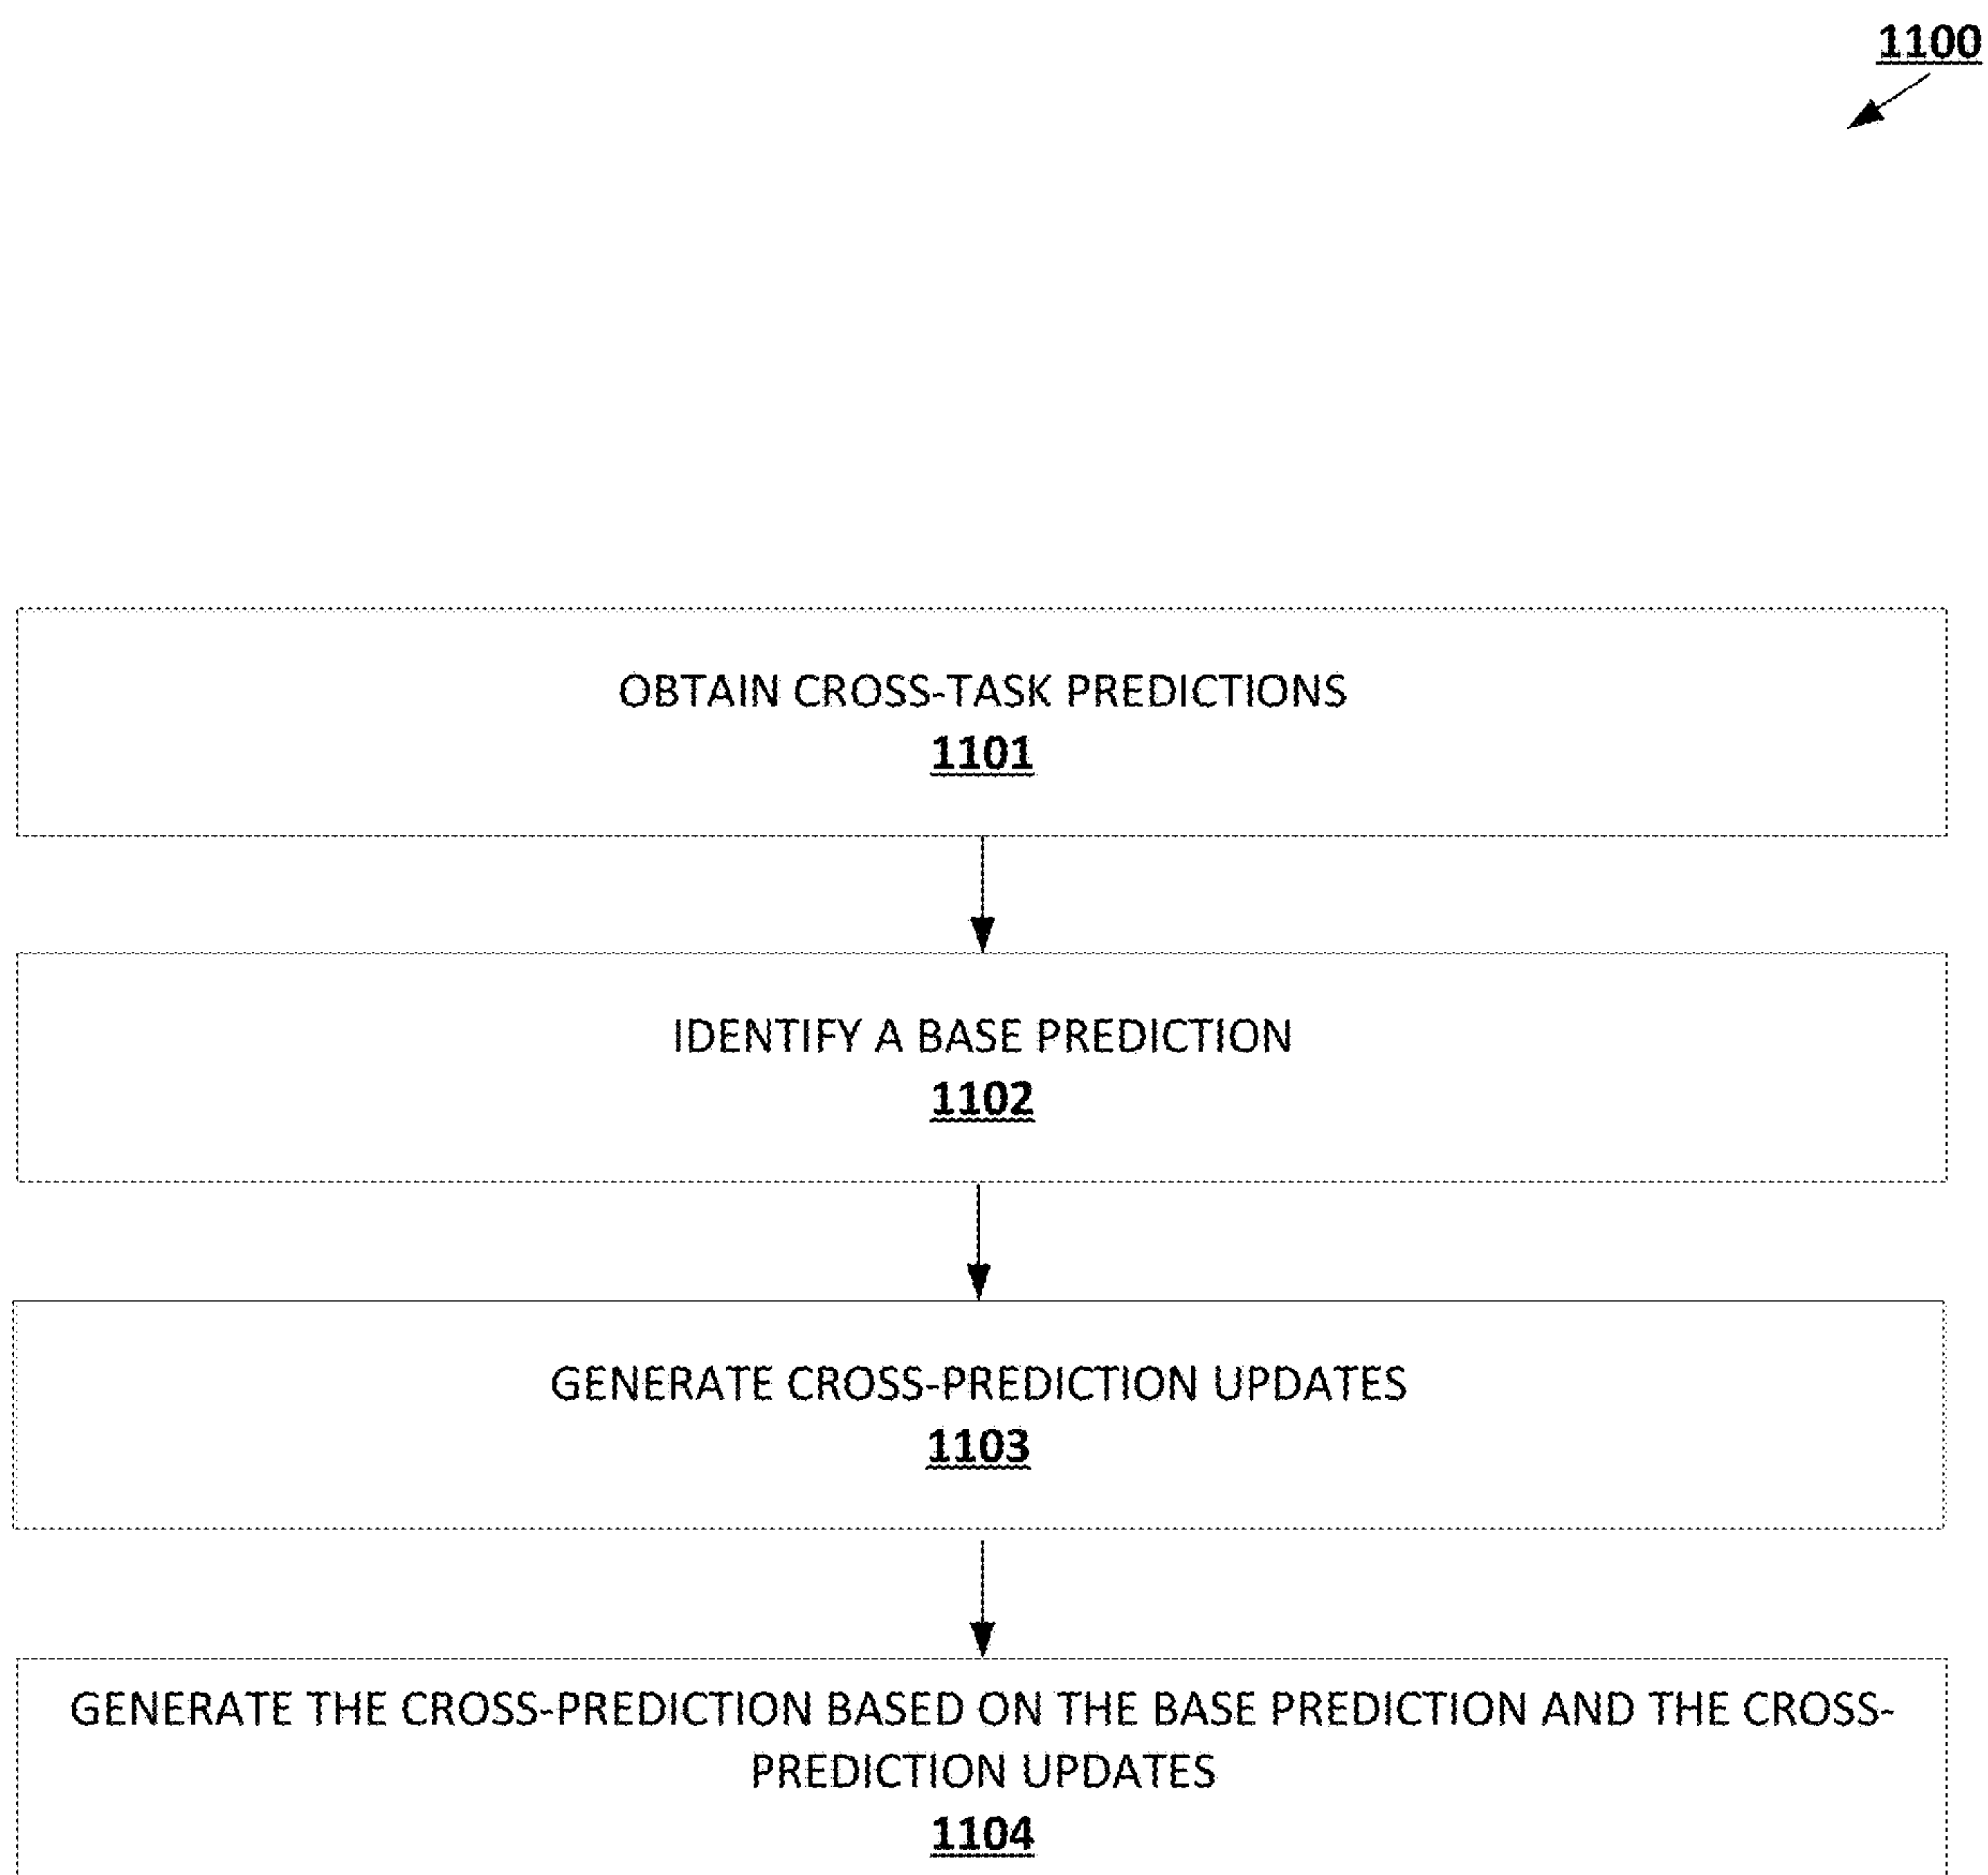 1100
OBTAIN CROSS-TASK PREDICTIONS
1101
IDENTIFY A BASE PREDICTION
1102
GENERATE CROSS-PREDICTION UPDATES
1103
GENERATE THE CROSS-PREDICTION BASED ON THE BASE PREDICTION AND THE CROSS-
PREDICTION UPDATES
1104